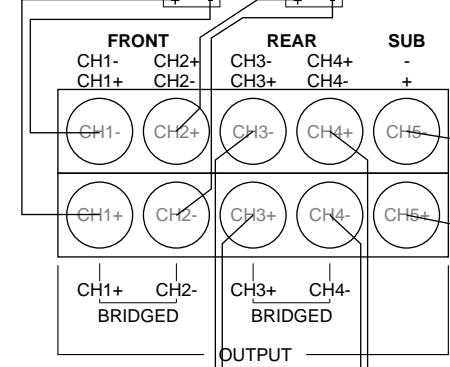 + -
+ -
FRONT REAR SUB
CH1- CH2+ CH3- CH4+ -
CH1+ CH2- CH3+ CH4- +
CH1- CH2+ CH3- CH4+ CH5-
CH1+ CH2- CH3+ CH4- CH5+
CH1+ CH2- CH3+ CH4-
BRIDGED BRIDGED
OUTPUT